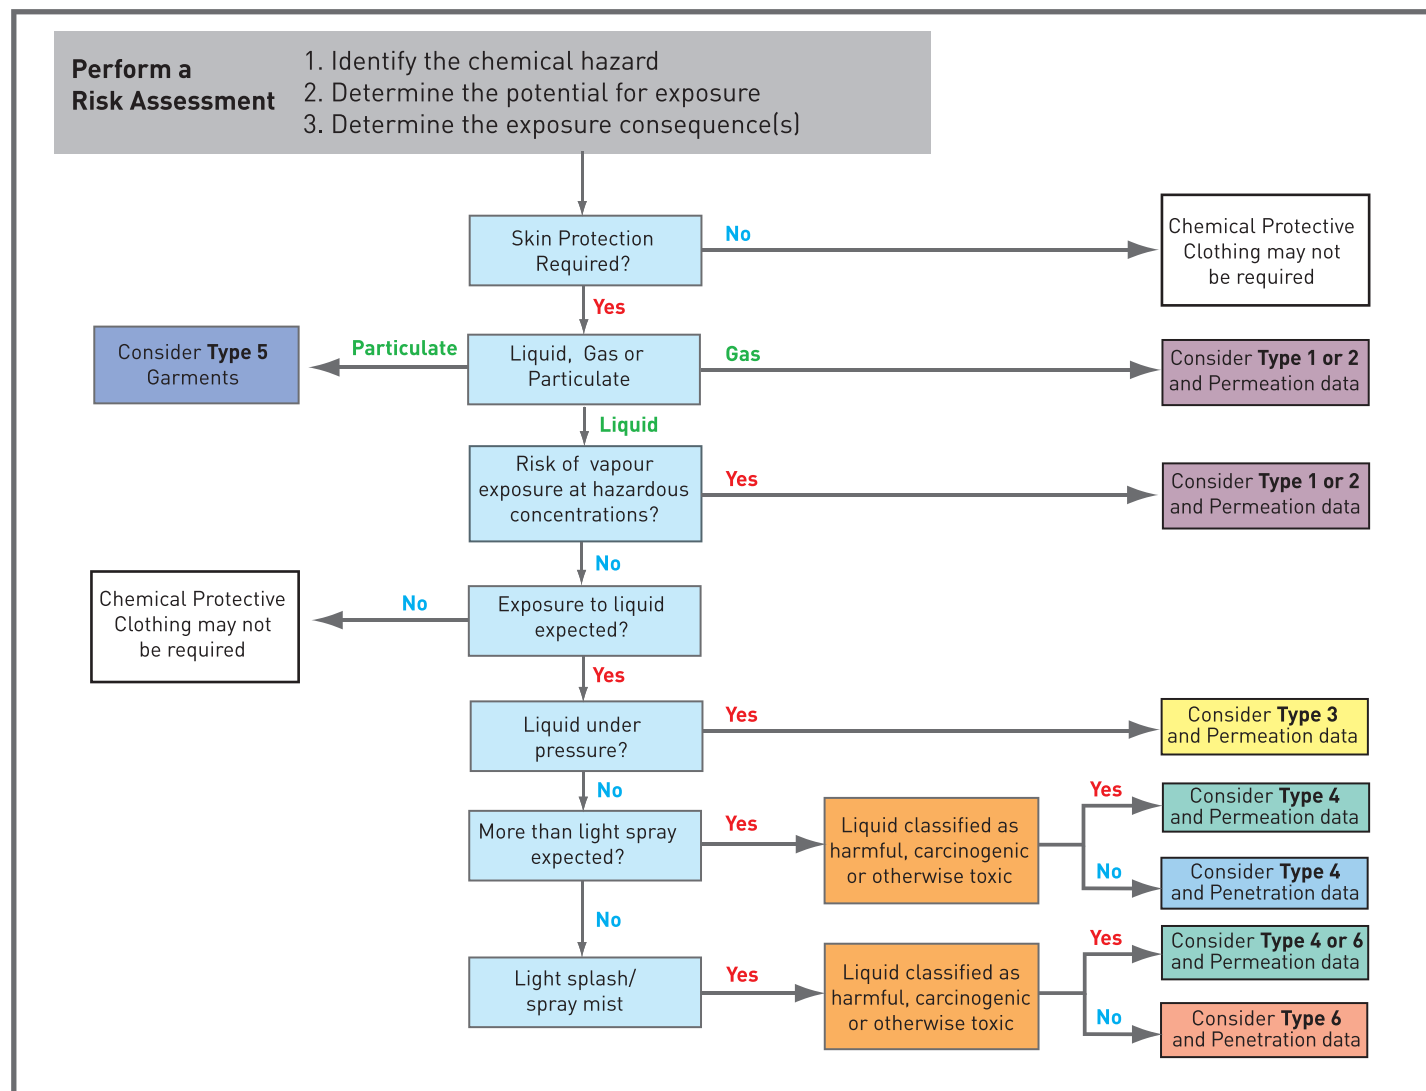 Perform a
Risk Assessment
1. Identify the chemical hazard
2. Determine the potential for exposure
3. Determine the exposure consequence(s)
Skin Protection
Required?
No
Chemical Protective
Clothing may not
be required
Yes
Consider Type 5
Garments
Particulate
Liquid, Gas or
Particulate
Gas
Consider Type 1 or 2
and Permeation data
Liquid
Risk of vapour
exposure at hazardous
concentrations?
Yes
Consider Type 1 or 2
and Permeation data
No
Chemical Protective
Clothing may not
be required
No
Exposure to liquid
expected?
Yes
Liquid under
pressure?
Yes
Consider Type 3
and Permeation data
No
More than light spray
expected?
Yes
Liquid classified as
harmful, carcinogenic
or otherwise toxic
Yes
Consider Type 4
and Permeation data
No
Consider Type 4
and Penetration data
No
Light splash/
spray mist
Yes
Liquid classified as
harmful, carcinogenic
or otherwise toxic
Yes
Consider Type 4 or 6
and Permeation data
No
Consider Type 6
and Penetration data